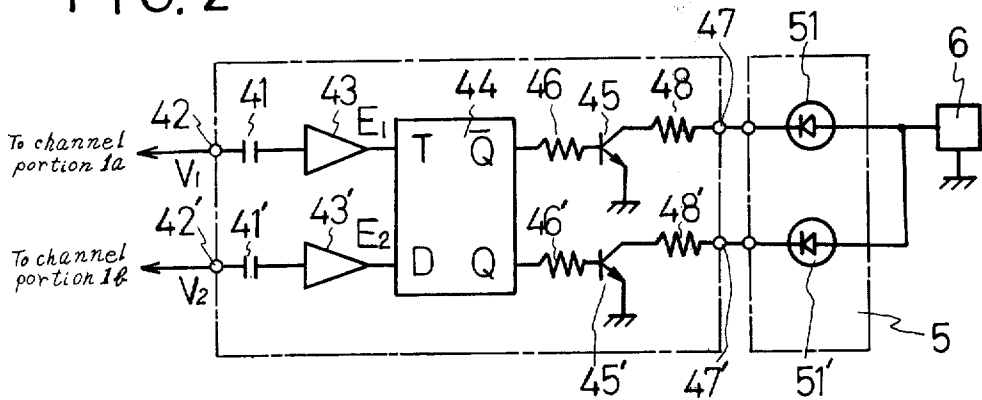 FIG. 2
47 51 6
42 41 43 E1 44 46 45 48
To channel
portion 1a
V1
T Q̅
42' 41' 43' E2 46' 48'
To channel
portion 1b
V2
D Q
45' 47' 51' 5